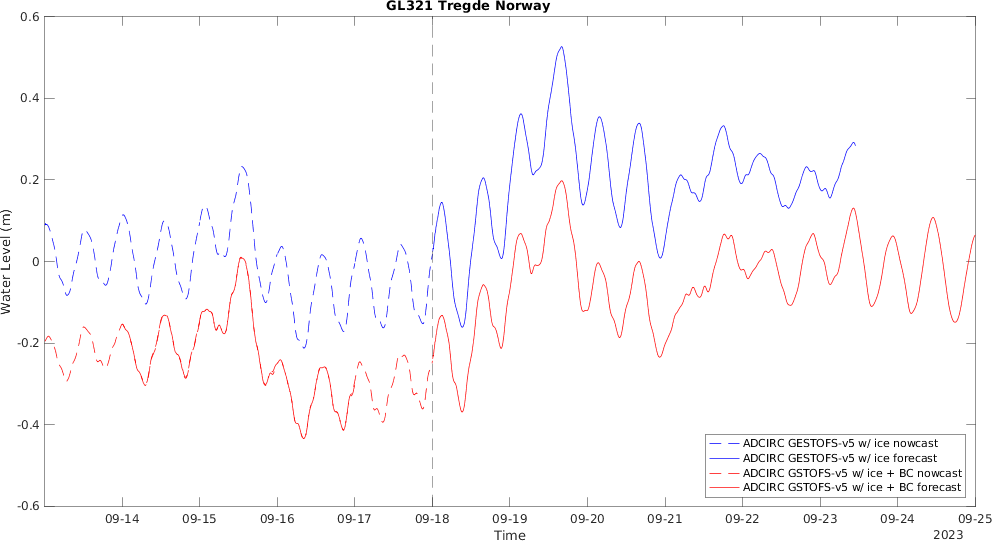 GL321 Tregde Norway
Water Level (m)
0.6
0.4
0.2
0
-0.2
-0.4
-0.6
09-14 09-15 09-16 09-17 09-18 09-19 09-20 09-21 09-22 09-23 09-24 09-25
Time
2023
ADCIRC GESTOFS-v5 w/ ice nowcast
ADCIRC GESTOFS-v5 w/ ice forecast
ADCIRC GSTOFS-v5 w/ ice + BC nowcast
ADCIRC GSTOFS-v5 w/ ice + BC forecast